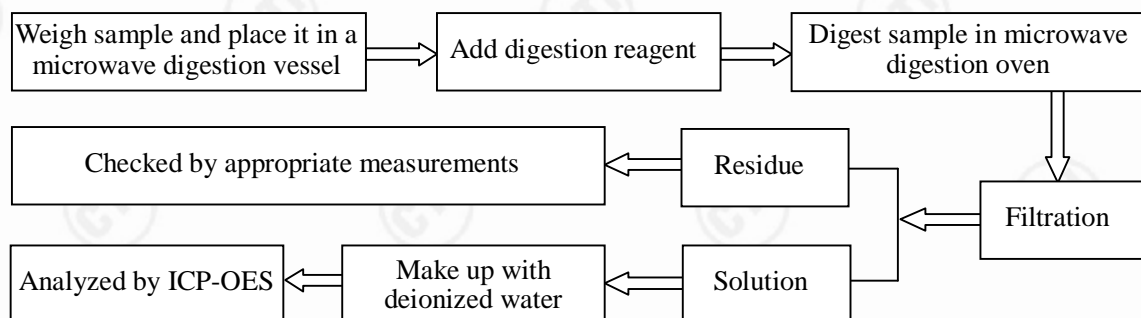 Weigh sample and place it in a
microwave digestion vessel
Add digestion reagent
Digest sample in microwave
digestion oven
Filtration
Residue
Checked by appropriate measurements
Solution
Make up with
deionized water
Analyzed by ICP-OES